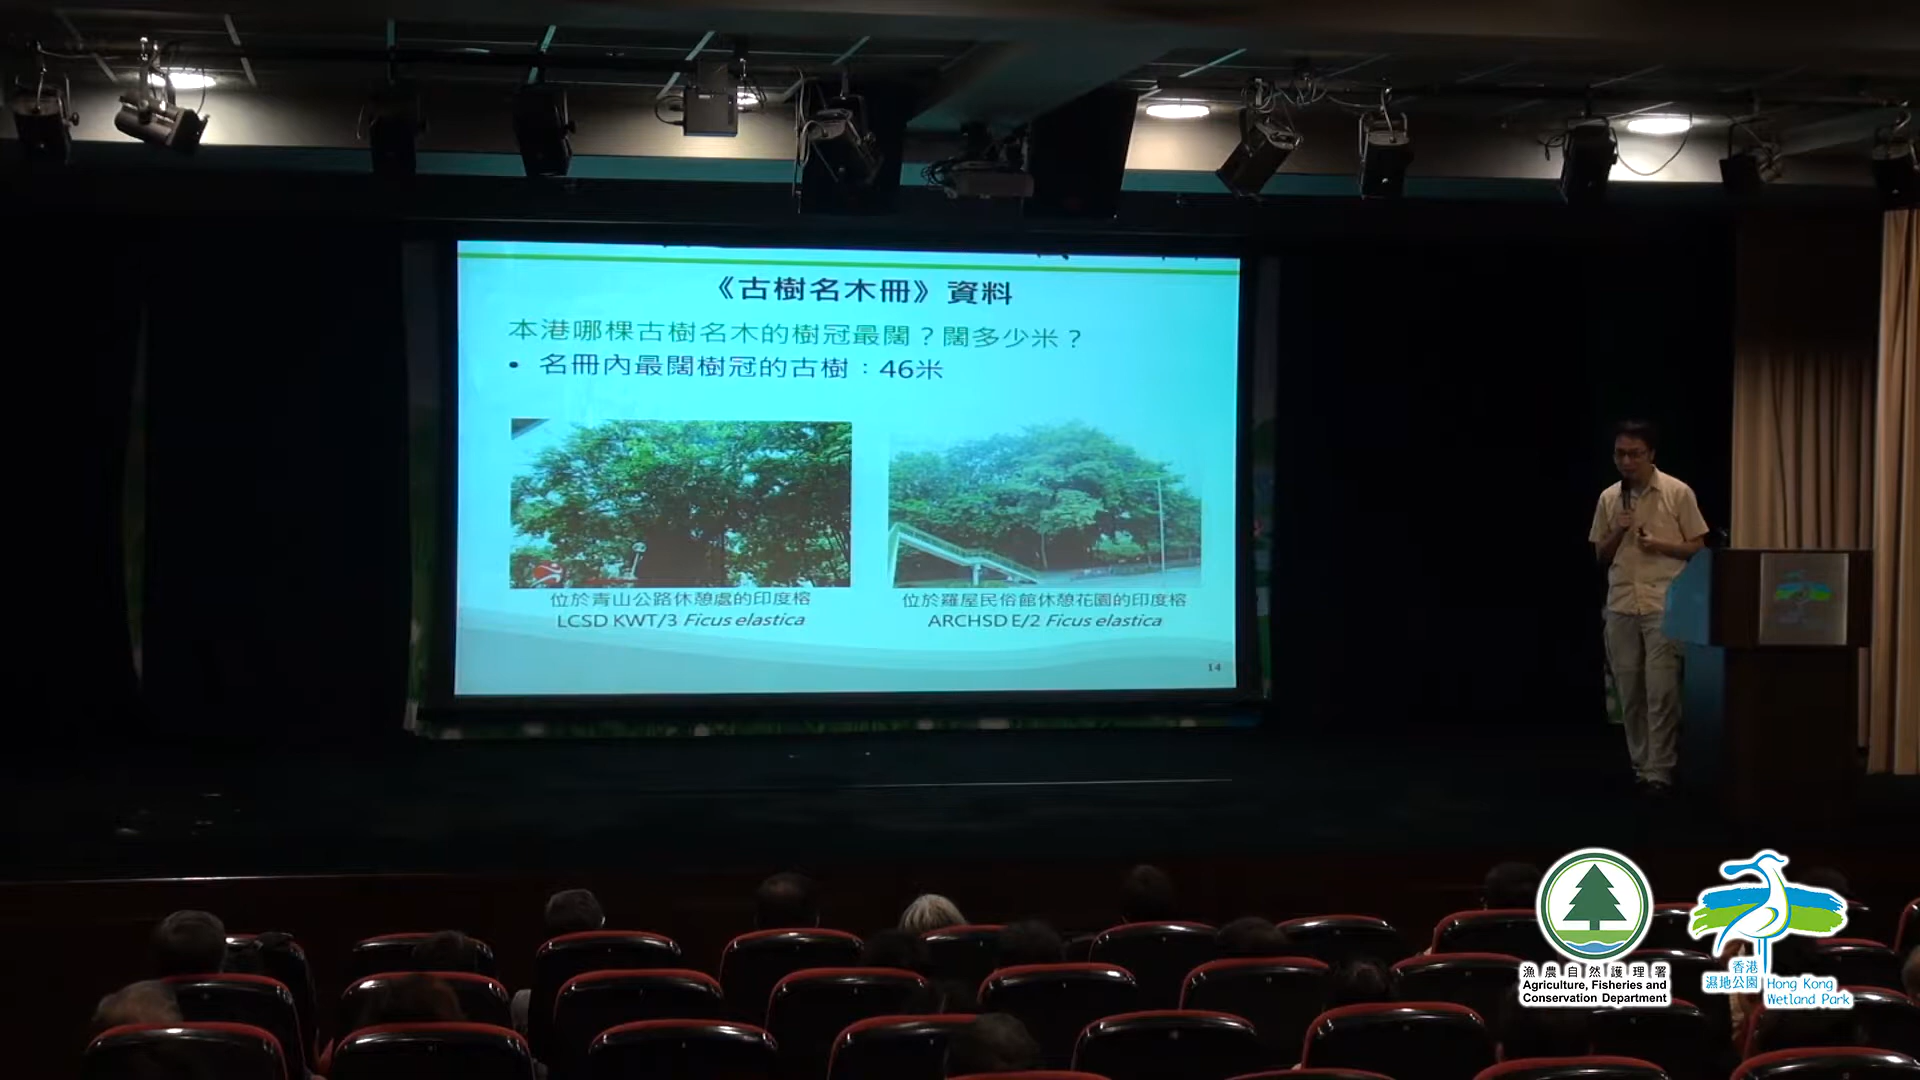 《古樹名木冊》資料
本港哪棵古樹名木的樹冠最闊？闊多少米？
• 名冊內最闊樹冠的古樹：46米
位於青山公路休憩處的印度榕
LCSD KWT/3 Ficus elastica
位於羅屋民俗館休憩花園的印度榕
ARCHSD E/2 Ficus elastica
14
漁農自然護理署
Agriculture, Fisheries and
Conservation Department
香港
濕地公園
Hong Kong
Wetland Park